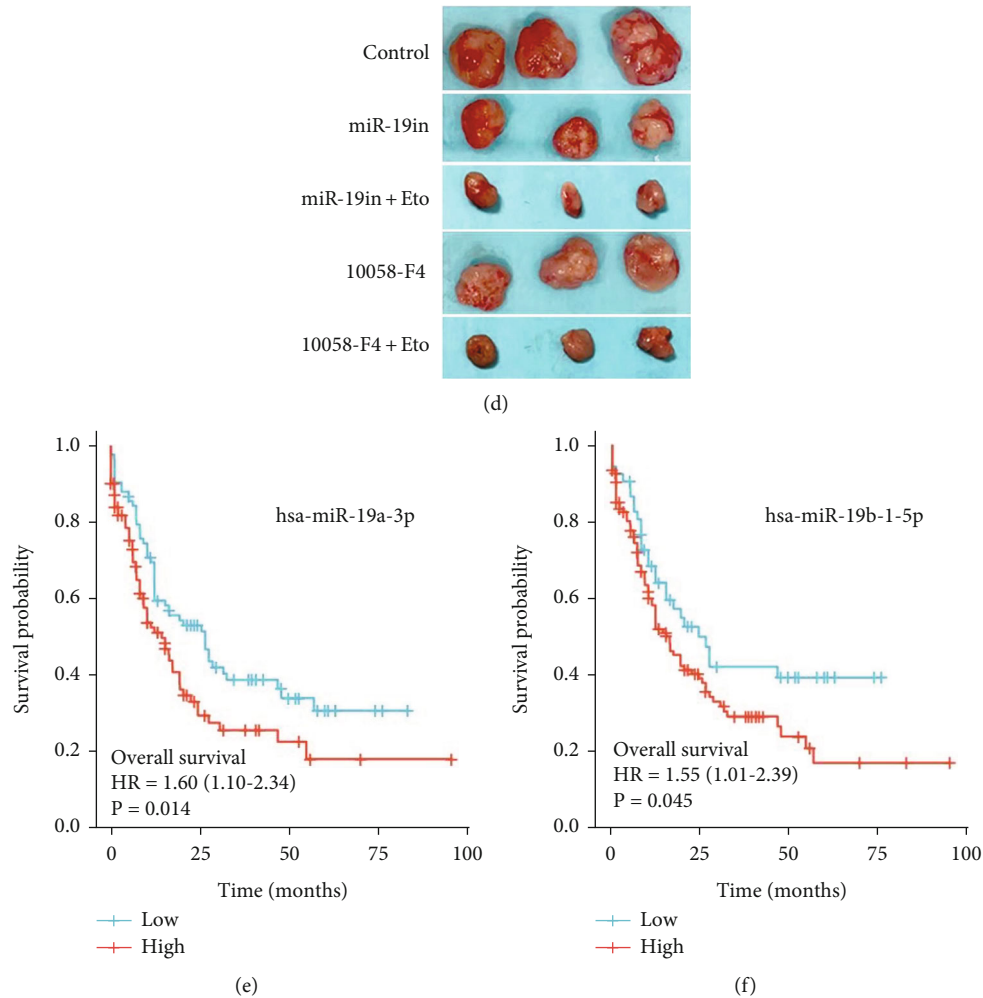 Control
miR-19in
miR-19in + Eto
10058-F4
10058-F4 + Eto
(d)
1.0
0.8
0.6
0.4
0.2
0.0
Survival probability
hsa-miR-19a-3p
Overall survival
HR = 1.60 (1.10-2.34)
P = 0.014
0 25 50 75 100
Time (months)
Low
High
(e)
1.0
0.8
0.6
0.4
0.2
0.0
Survival probability
hsa-miR-19b-1-5p
Overall survival
HR = 1.55 (1.01-2.39)
P = 0.045
0 25 50 75 100
Time (months)
Low
High
(f)